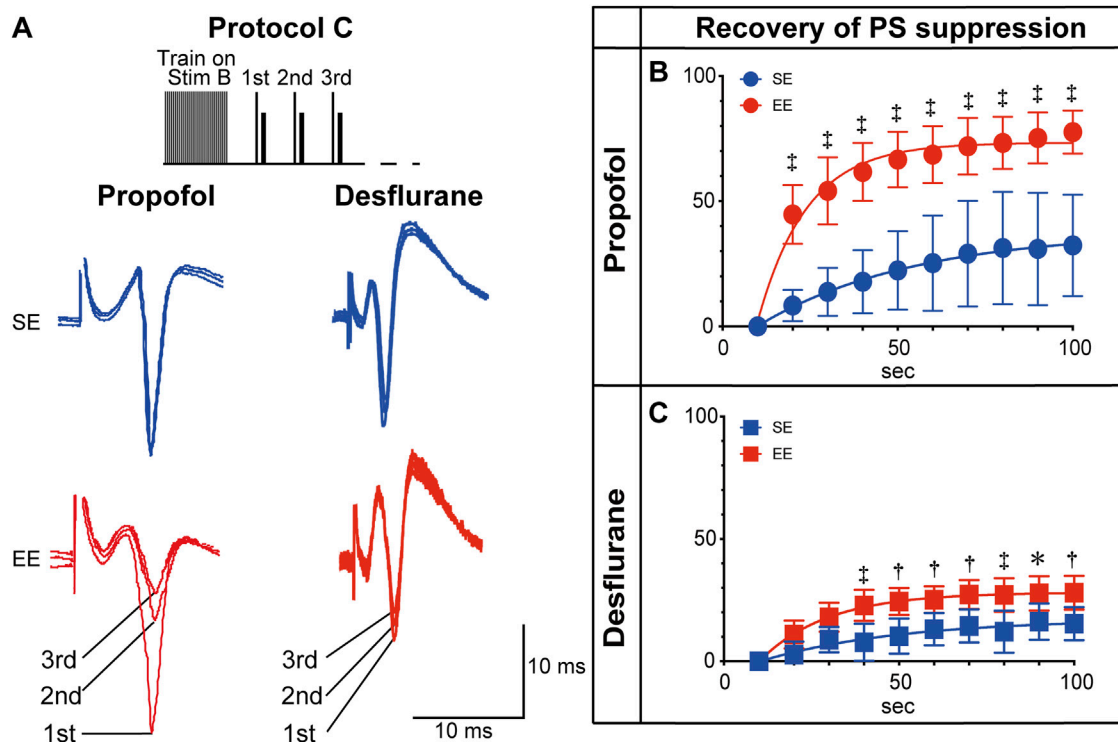 A
Protocol C
Train on
Stim B 1st 2nd 3rd
Propofol Desflurane
SE
EE
3rd
2nd
1st
3rd
2nd
1st
10 ms
10 ms
Recovery of PS suppression
Propofol
B
SE
EE
‡ ‡ ‡ ‡ ‡ ‡ ‡ ‡ ‡
100
50
0
0 50 100
sec
Desflurane
C
SE
EE
‡ † † † ‡ * †
100
50
0
0 50 100
sec